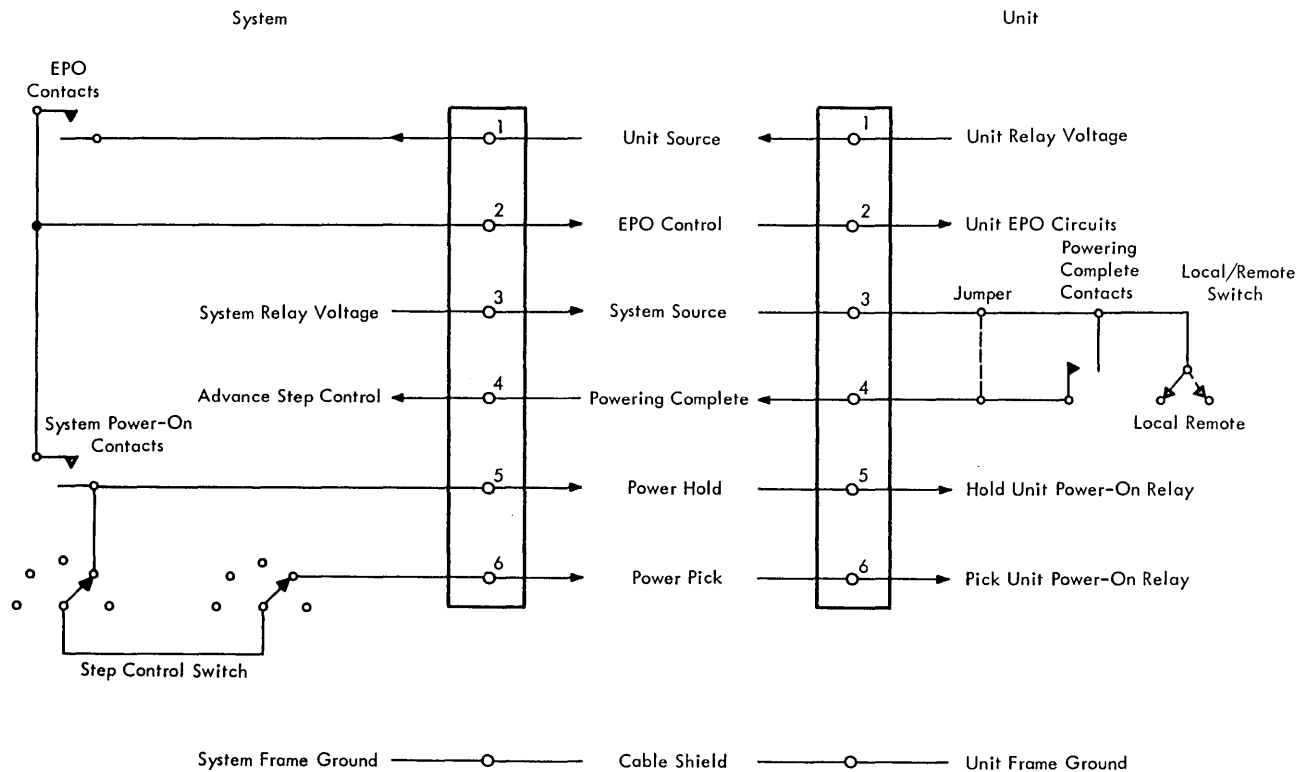 System
Unit
EPO
Contacts
1
Unit Source
1
Unit Relay Voltage
2
EPO Control
2
Unit EPO Circuits
Powering
Complete
Contacts
Local/Remote
Switch
System Relay Voltage
3
System Source
3
Jumper
Advance Step Control
4
Powering Complete
4
Local Remote
System Power-On
Contacts
5
Power Hold
5
Hold Unit Power-On Relay
6
Power Pick
6
Pick Unit Power-On Relay
Step Control Switch
System Frame Ground
Cable Shield
Unit Frame Ground